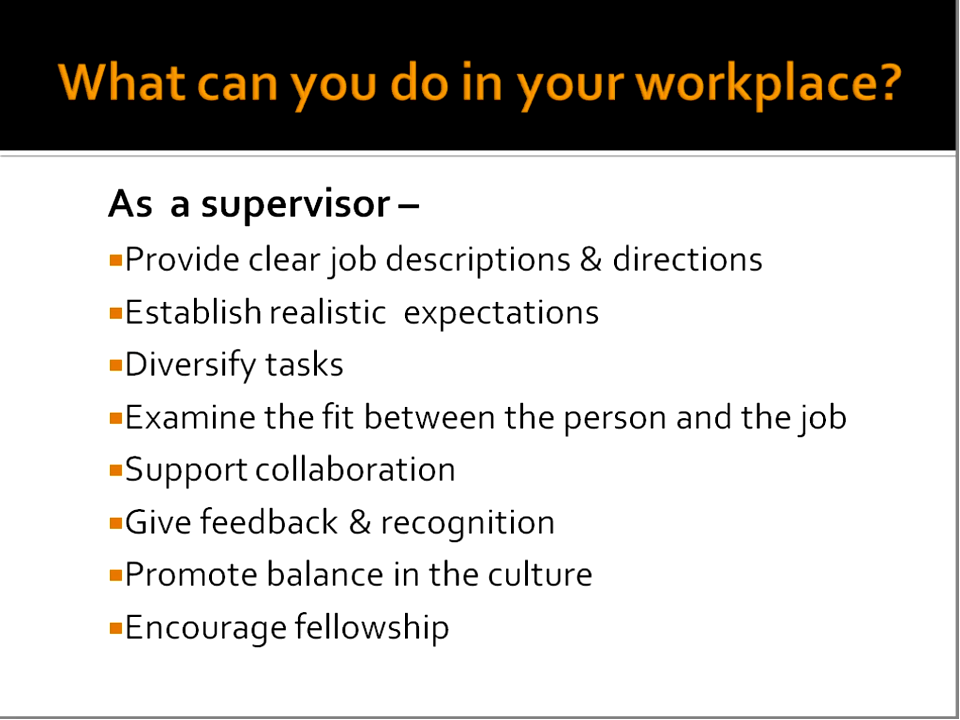 What can you do in your workplace?
As  a supervisor –
Provide clear job descriptions & directions
Establish realistic  expectations
Diversify tasks
Examine the fit between the person and the job
Support collaboration
Give feedback & recognition
Promote balance in the culture
Encourage fellowship